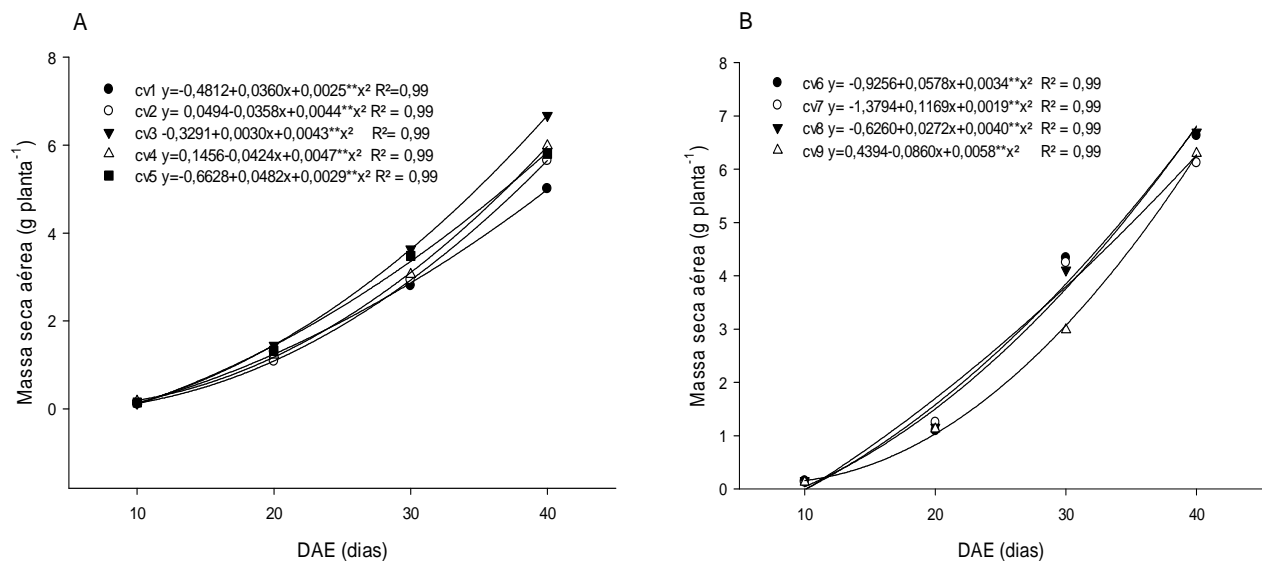 A
8
6
4
2
0
cv1 y=-0,4812+0,0360x+0,0025**x² R²=0,99
cv2 y= 0,0494-0,0358x+0,0044**x² R² = 0,99
cv3 -0,3291+0,0030x+0,0043**x² R²= 0,99
cv4 y=0,1456-0,0424x+0,0047**x² R² = 0,99
cv5 y=-0,6628+0,0482x+0,0029**x² R² = 0,99
Massa seca aérea (g planta⁻¹)
10 20 30 40
DAE (dias)
B
8
7
6
5
4
3
2
1
0
cv6 y= -0,9256+0,0578x+0,0034**x² R² = 0,99
cv7 y= -1,3794+0,1169x+0,0019**x² R² = 0,99
cv8 y= -0,6260+0,0272x+0,0040**x² R² = 0,99
cv9 y=0,4394-0,0860x+0,0058**x² R² = 0,99
Massa seca aérea (g planta⁻¹)
10 20 30 40
DAE (dias)